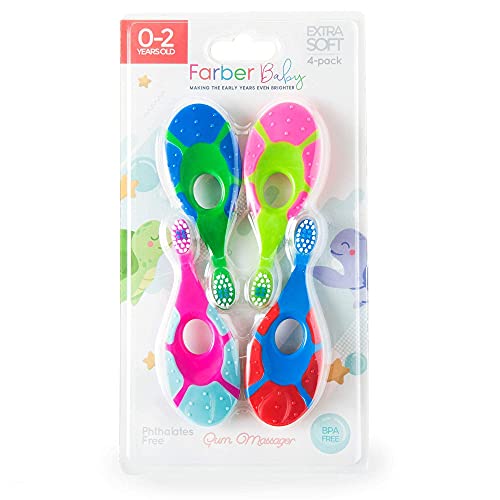 0-2
YEARS OLD
EXTRA
SOFT
4-pack
Farber Baby
MAKING THE EARLY YEARS EVEN BRIGHTER
Phthalates
Free
Gum Massager
BPA
FREE